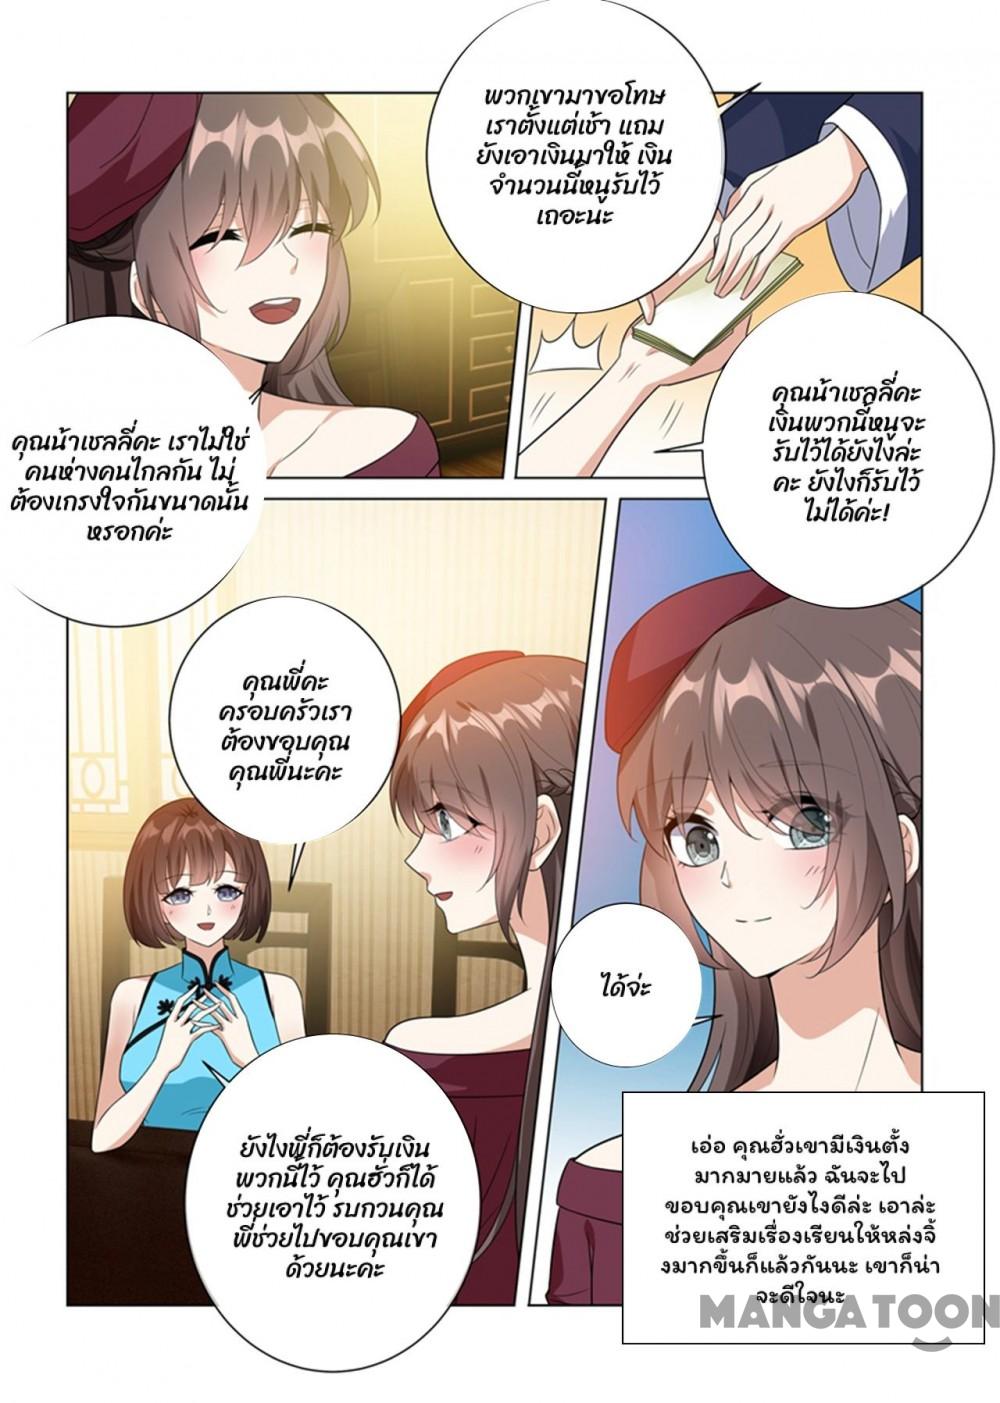 พวกเขามาขอโทษ
เราตั้งแต่เช้า แถม
ยังเอาเงินมาให้ เงิน
จำนวนนี้หนูรับไว้
เถอะนะ
คุณน้าเชลลี่คะ
เงินพวกนี้หนูจะ
รับไว้ได้ยังไงล่ะ
คะ ยังไงก็รับไว้
ไม่ได้ค่ะ!
คุณน้าเชลลี่คะ เราไม่ใช่
คนห่างคนไกลกัน ไม่
ต้องเกรงใจกันขนาดนั้น
หรอกค่ะ
คุณพี่คะ
ครอบครัวเรา
ต้องขอบคุณ
คุณพี่นะคะ
ได้จ่ะ
ยังไงพี่ก็ต้องรับเงิน
พวกนี้ไว้ คุณฮั่วก็ได้
ช่วยเอาไว้ รบกวนคุณ
พี่ช่วยไปขอบคุณเขา
ด้วยนะคะ
เอ่อ คุณฮั่วเขามีเงินตั้ง
มากมายแล้ว ฉันจะไป
ขอบคุณเขายังไงดีล่ะ เอาล่ะ
ช่วยเสริมเรื่องเรียนให้หล่งจิ้
งมากขึ้นก็แล้วกันนะ เขาก็น่า
จะดีใจนะ
MANGATOON